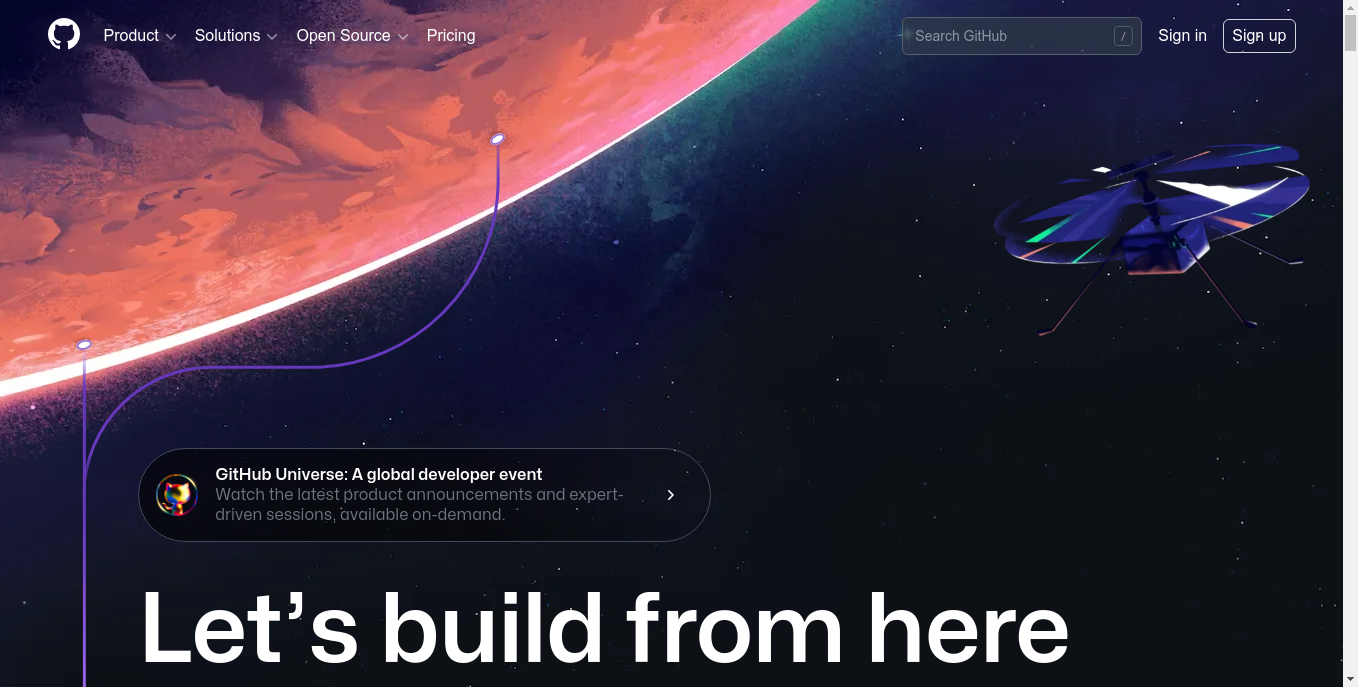 Product Solutions Open Source Pricing Search GitHub / Sign in Sign up
GitHub Universe: A global developer event
Watch the latest product announcements and expert-
driven sessions, available on-demand.
Let’s build from here